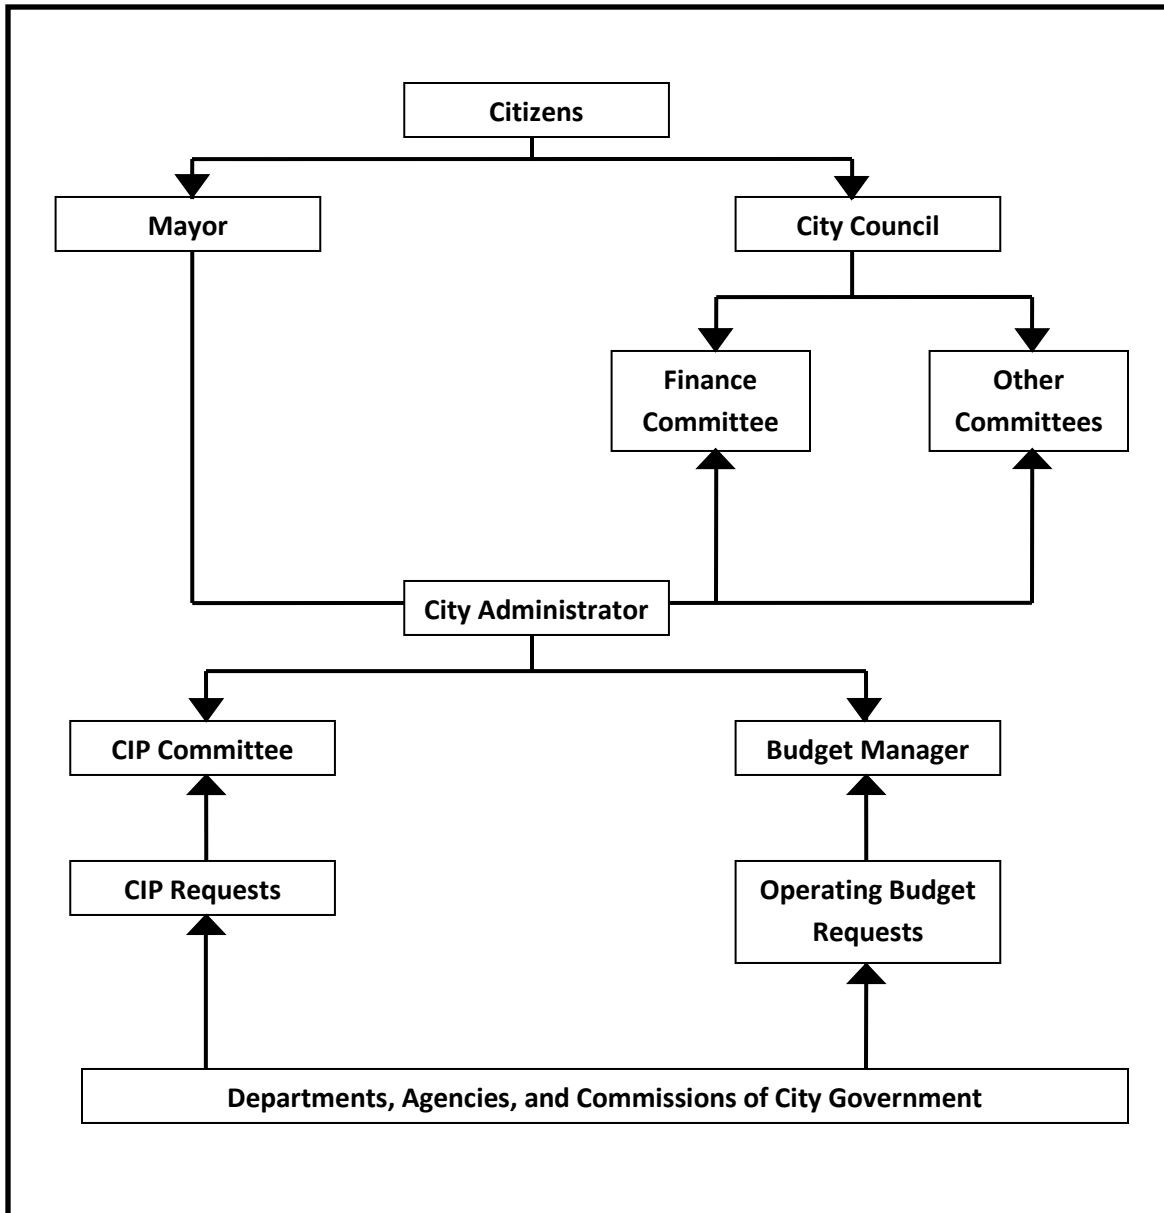 Citizens
Mayor
City Council
Finance
Committee
Other
Committees
City Administrator
CIP Committee
Budget Manager
CIP Requests
Operating Budget
Requests
Departments, Agencies, and Commissions of City Government